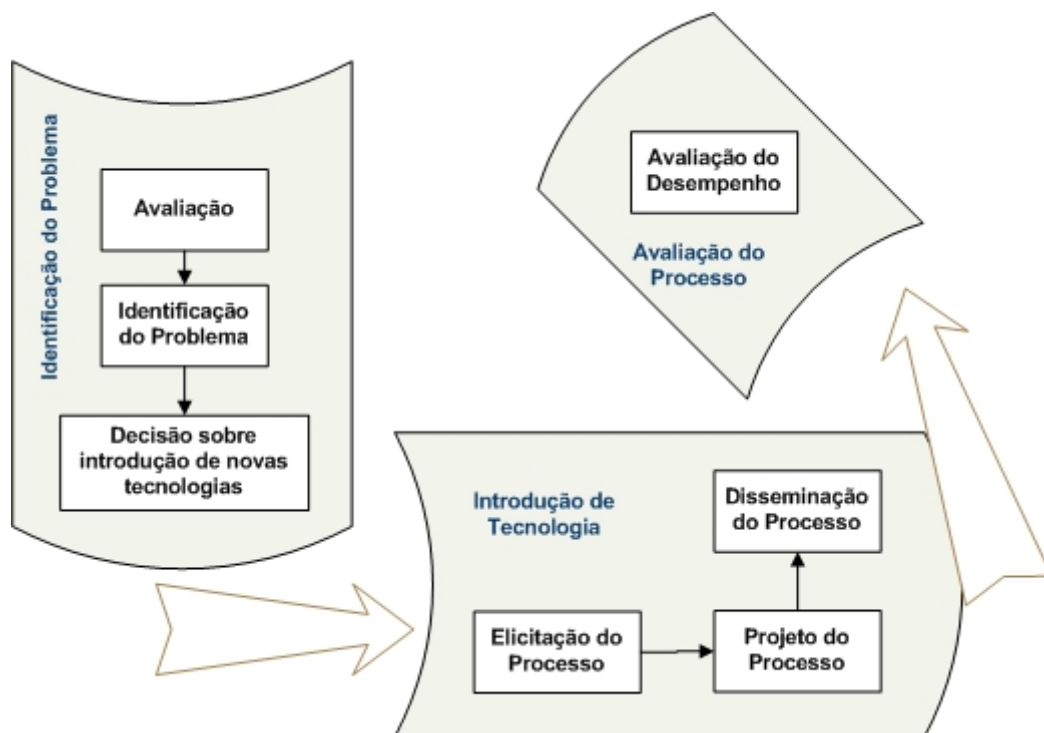 Identificação do Problema
Avaliação
Identificação
do Problema
Decisão sobre
introdução de novas
tecnologias
Avaliação do
Desempenho
Avaliação do
Processo
Introdução de
Tecnologia
Disseminação
do Processo
Elicitação do
Processo
Projeto do
Processo